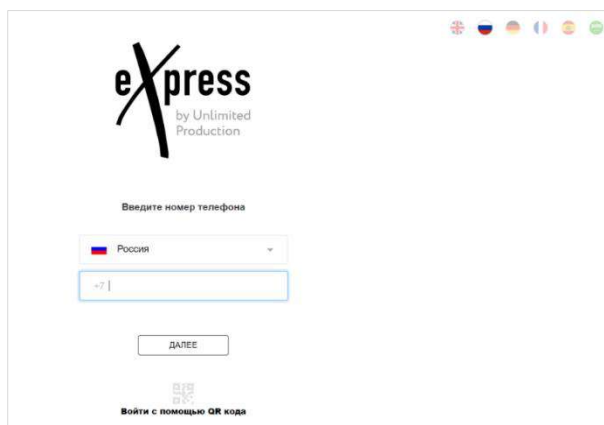 eXpress
by Unlimited
Production
Введите номер телефона
Россия
+7
ДАЛЕЕ
Войти с помощью QR кода